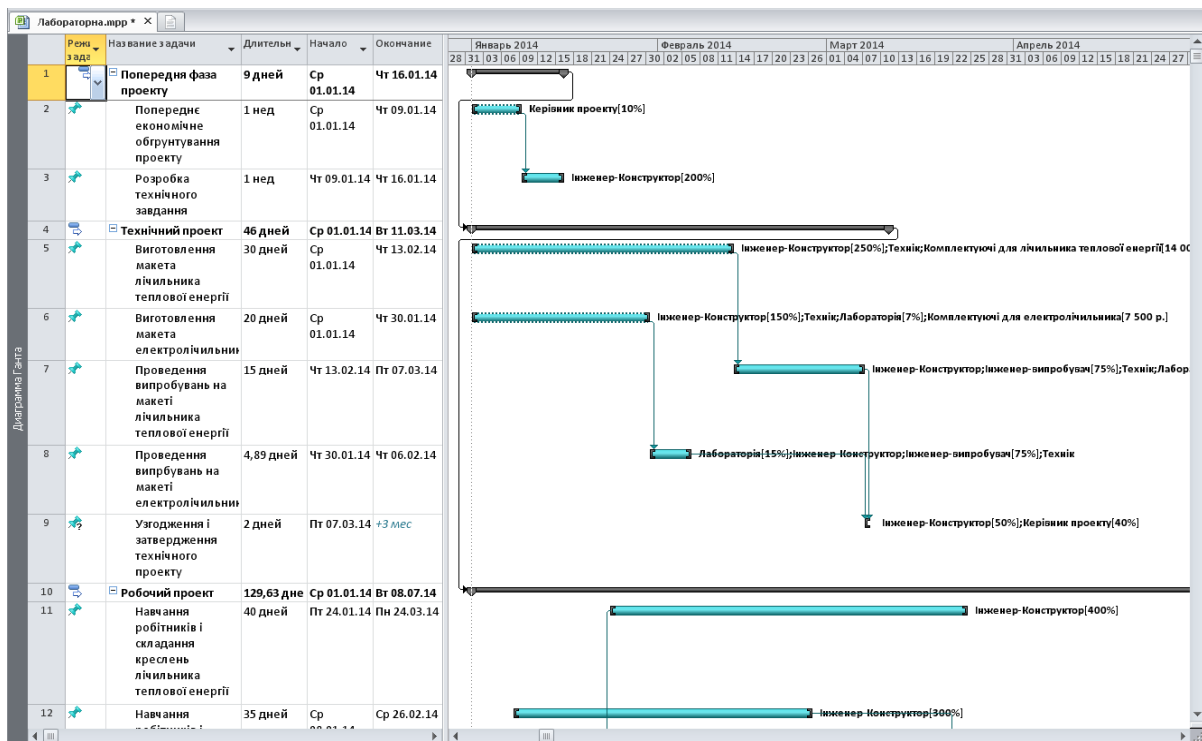 Лабораторна.mpp *
Режи
зада
Название задачи
Длительн
Начало
Окончание
Январь 2014
Февраль 2014
Март 2014
Апрель 2014
28 31 03 06 09 12 15 18 21 24 27 30 02 05 08 11 14 17 20 23 26 01 04 07 10 13 16 19 22 25 28 31 03 06 09 12 15 18 21 24 27
Диаграмма Ганта
1 Попередня фаза 9 дней Ср Чт 16.01.14
проекту 01.01.14
2 Попереднє 1 нед Ср Чт 09.01.14 Керівник проекту[10%]
економічне 01.01.14
обгрунтування
проекту
3 Розробка 1 нед Чт 09.01.14 Чт 16.01.14 Інженер-Конструктор[200%]
технічного
завдання
4 Технічний проект 46 дней Ср 01.01.14 Вт 11.03.14
5 Виготовлення 30 дней Ср Чт 13.02.14 Інженер-Конструктор[250%];Технік;Комплектуючі для лічильника теплової енергії[14 00
макета 01.01.14
лічильника
теплової енергії
6 Виготовлення 20 дней Ср Чт 30.01.14 Інженер-Конструктор[150%];Технік;Лабораторія[7%];Комплектуючі для електролічильника[7 500 р.]
макета 01.01.14
електролічильник
7 Проведення 15 дней Чт 13.02.14 Пт 07.03.14 Інженер-Конструктор;Інженер-випробувач[75%];Технік;Лабор
випробувань на
макеті
лічильника
теплової енергії
8 Проведення 4,89 дней Чт 30.01.14 Чт 06.02.14 Лабораторія[15%];Інженер-Конструктор;Інженер-випробувач[75%];Технік
випрбувань на
макеті
електролічильник
9 Узгодження і 2 дней Пт 07.03.14 +3 мес Інженер-Конструктор[50%];Керівник проекту[40%]
затвердження
технічного
проекту
10 Робочий проект 129,63 дне Ср 01.01.14 Вт 08.07.14
11 Навчання 40 дней Пт 24.01.14 Пн 24.03.14 Інженер-Конструктор[400%]
робітників і
складання
креслень
лічильника
теплової енергії
12 Навчання 35 дней Ср Ср 26.02.14 Інженер-Конструктор[300%]